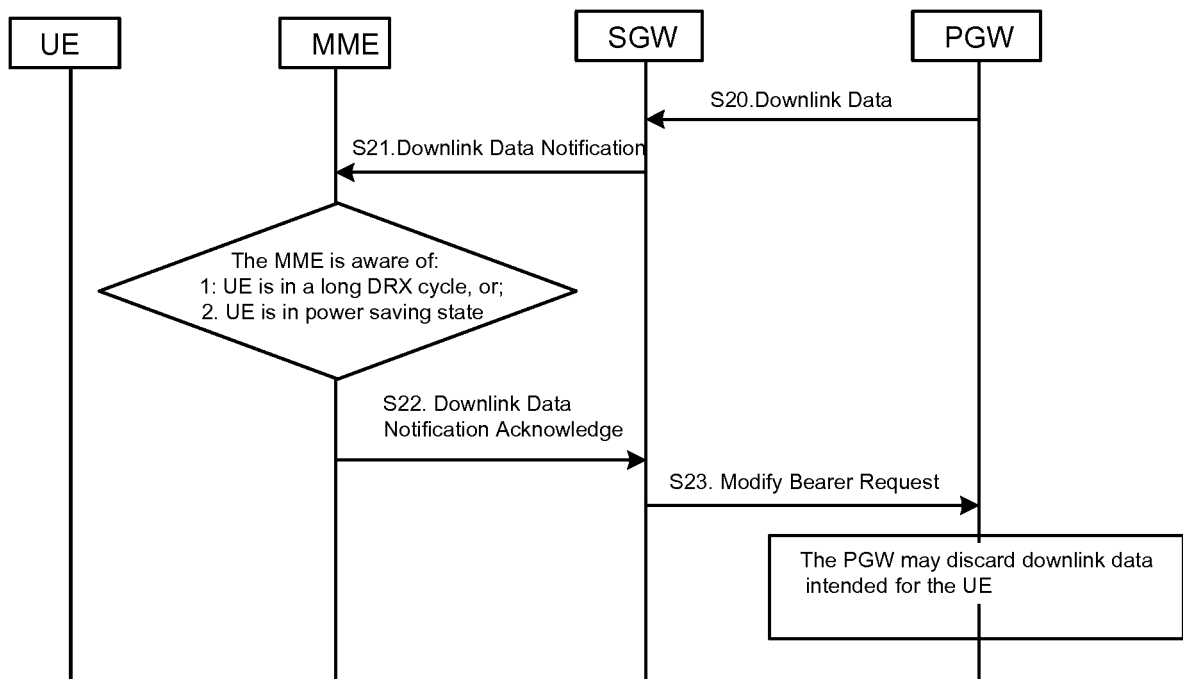 UE
MME
SGW
PGW
S20.Downlink Data
S21.Downlink Data Notification
The MME is aware of:
1: UE is in a long DRX cycle, or;
2. UE is in power saving state
S22. Downlink Data
Notification Acknowledge
S23. Modify Bearer Request
The PGW may discard downlink data
intended for the UE